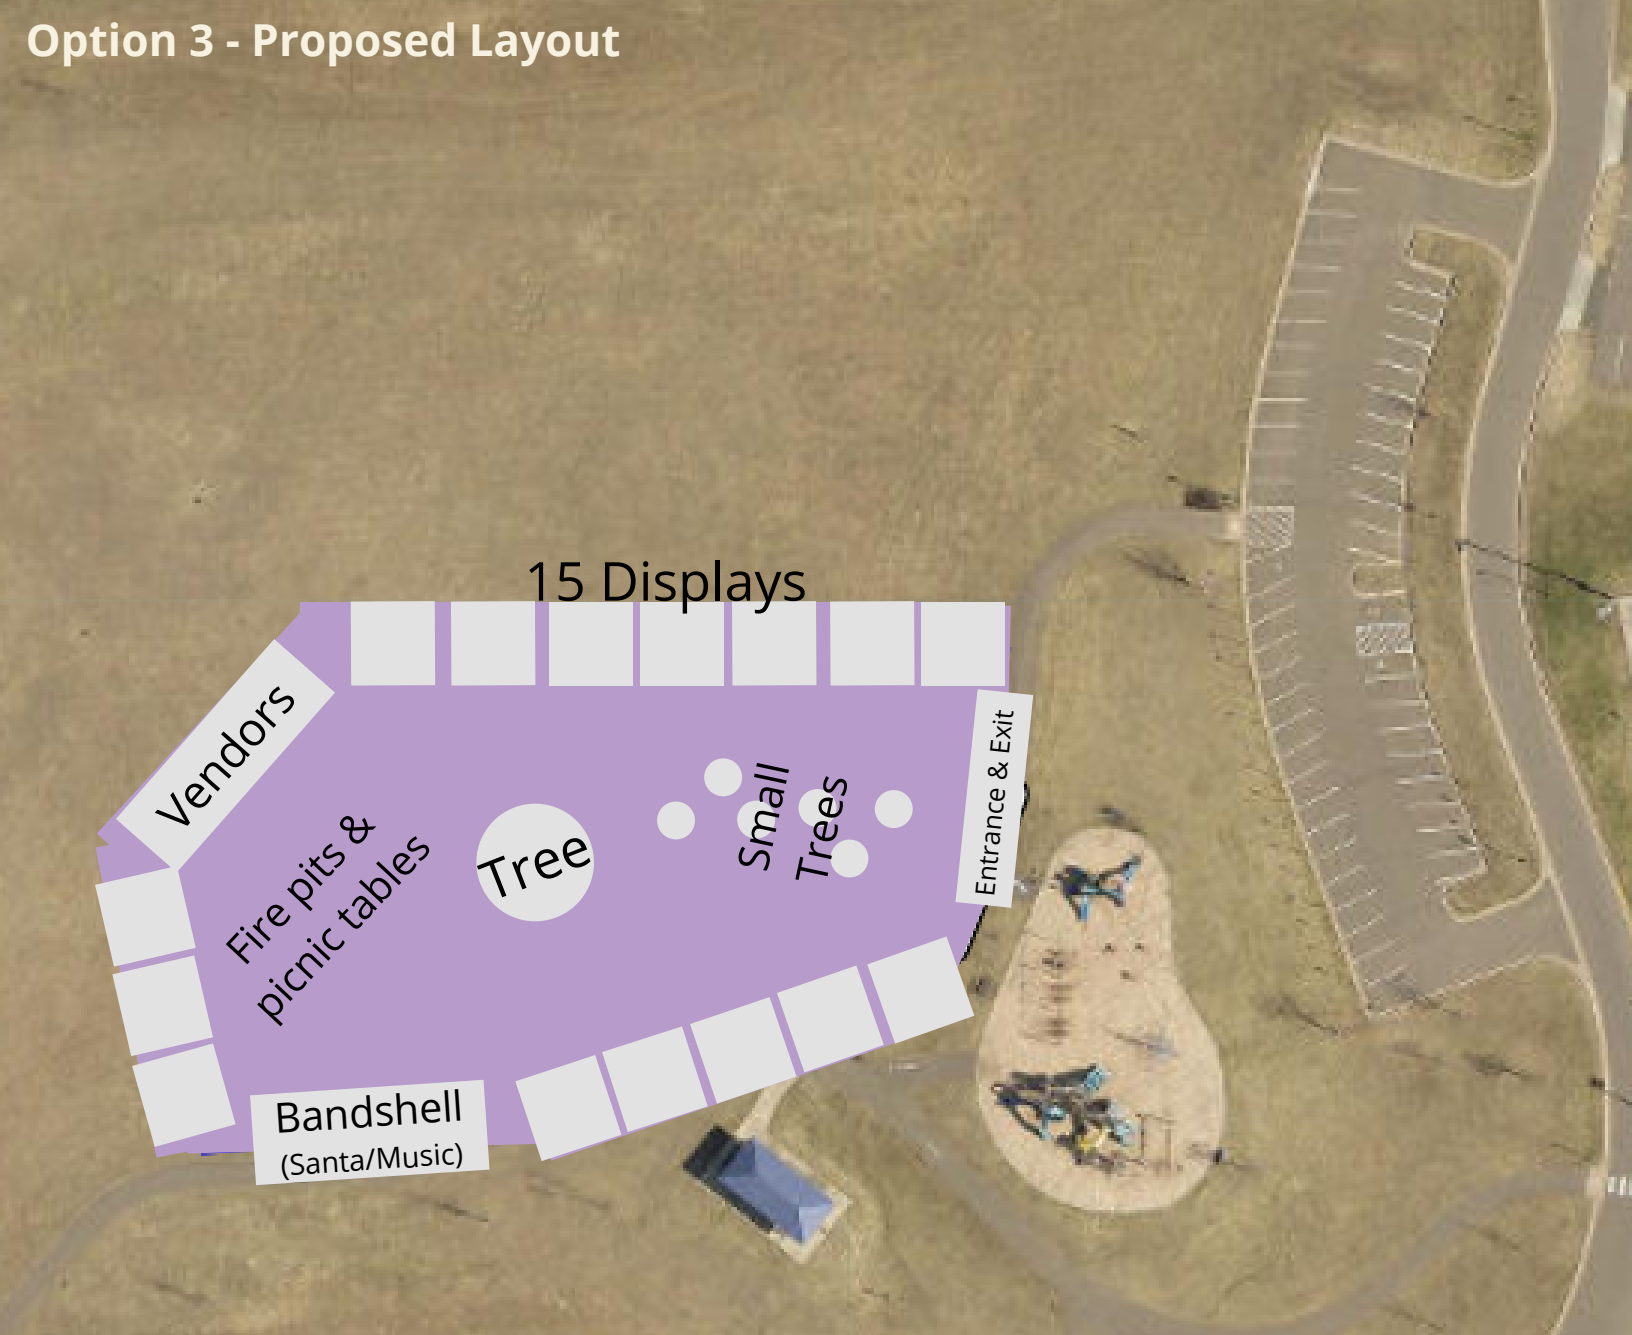 Option 3 - Proposed Layout
15 Displays
Vendors
Fire pits &
picnic tables
Tree
Small
Trees
Entrance & Exit
Bandshell
(Santa/Music)